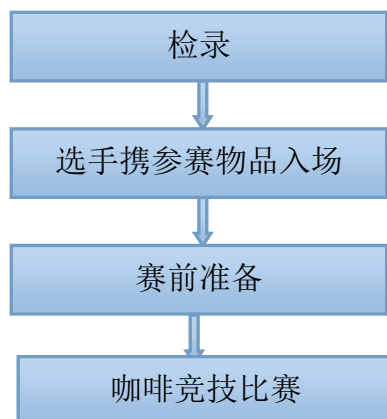 检录
选手携参赛物品入场
赛前准备
咖啡竞技比赛